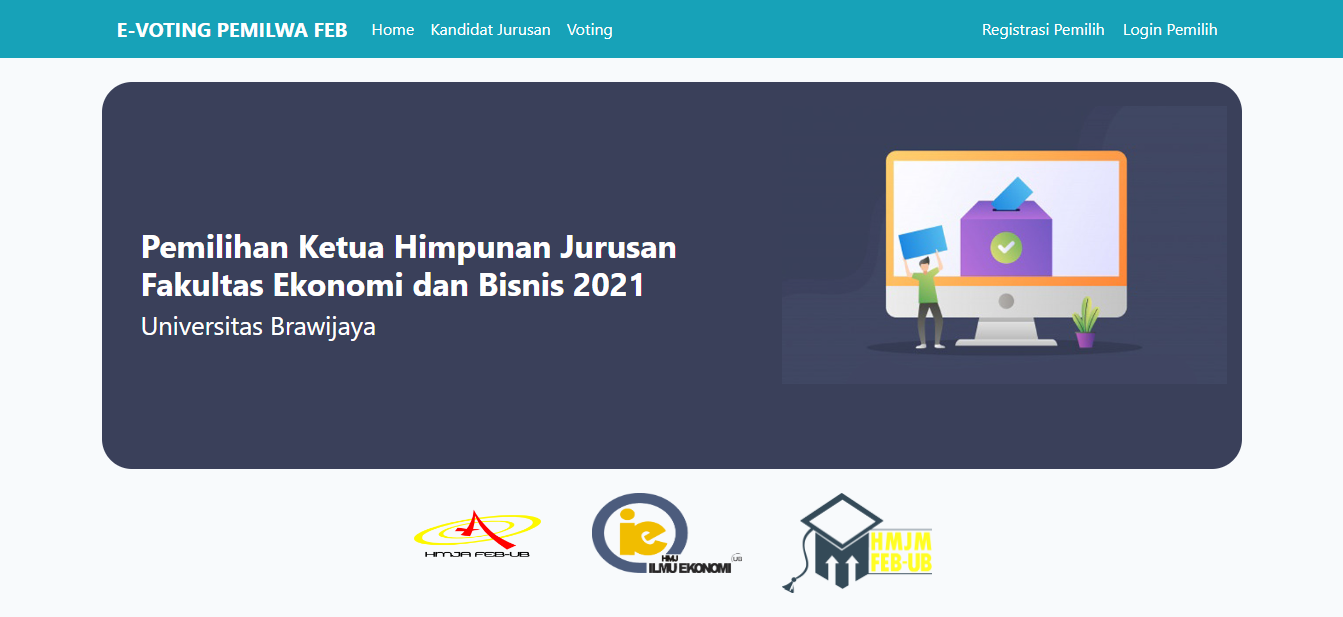 E-VOTING PEMILWA FEB Home Kandidat Jurusan Voting Registrasi Pemilih Login Pemilih
Pemilihan Ketua Himpunan Jurusan
Fakultas Ekonomi dan Bisnis 2021
Universitas Brawijaya
HMJA FEB-UB
ie
HMJ
ILMU EKONOMI
UB
HMJM
FEB-UB